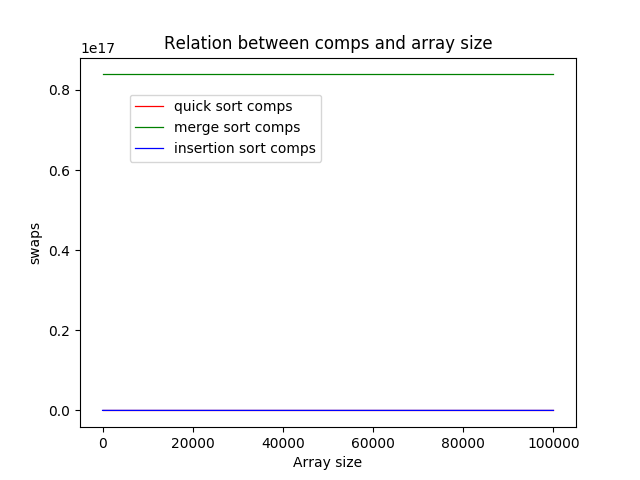 Relation between comps and array size
1e17
0.8
0.6
0.4
0.2
0.0
swaps
quick sort comps
merge sort comps
insertion sort comps
0 20000 40000 60000 80000 100000
Array size